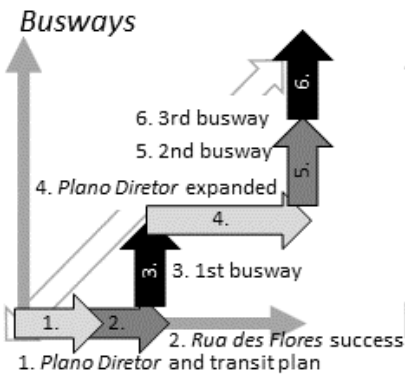 Busways
6.
6. 3rd busway
5. 2nd busway
5.
4. Plano Diretor expanded
4.
3.
3. 1st busway
1.
2.
2. Rua des Flores success
1. Plano Diretor and transit plan